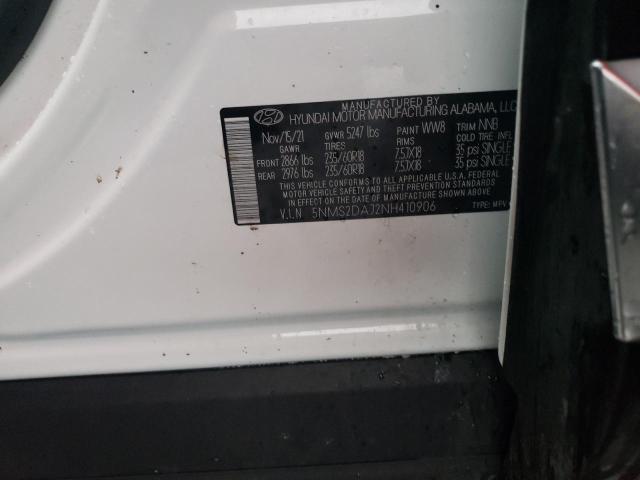 MANUFACTURED BY
HYUNDAI MOTOR MANUFACTURING ALABAMA, LLC
Nov/15/21 GVWR 5247 lbs PAINT WW8 TRIM NNB
GAWR TIRES RIMS COLD TIRE INFL.
FRONT 2866 lbs 235/60R18 7.5JX18 35 psi SINGLE
REAR 2976 lbs 235/60R18 7.5JX18 35 psi SINGLE
THIS VEHICLE CONFORMS TO ALL APPLICABLE U.S.A. FEDERAL
MOTOR VEHICLE SAFETY AND THEFT PREVENTION STANDARDS
IN EFFECT ON THE DATE OF MANUFACTURE SHOWN ABOVE.
V.I.N 5NMS2DAJ2NH410906 TYPE: MPV